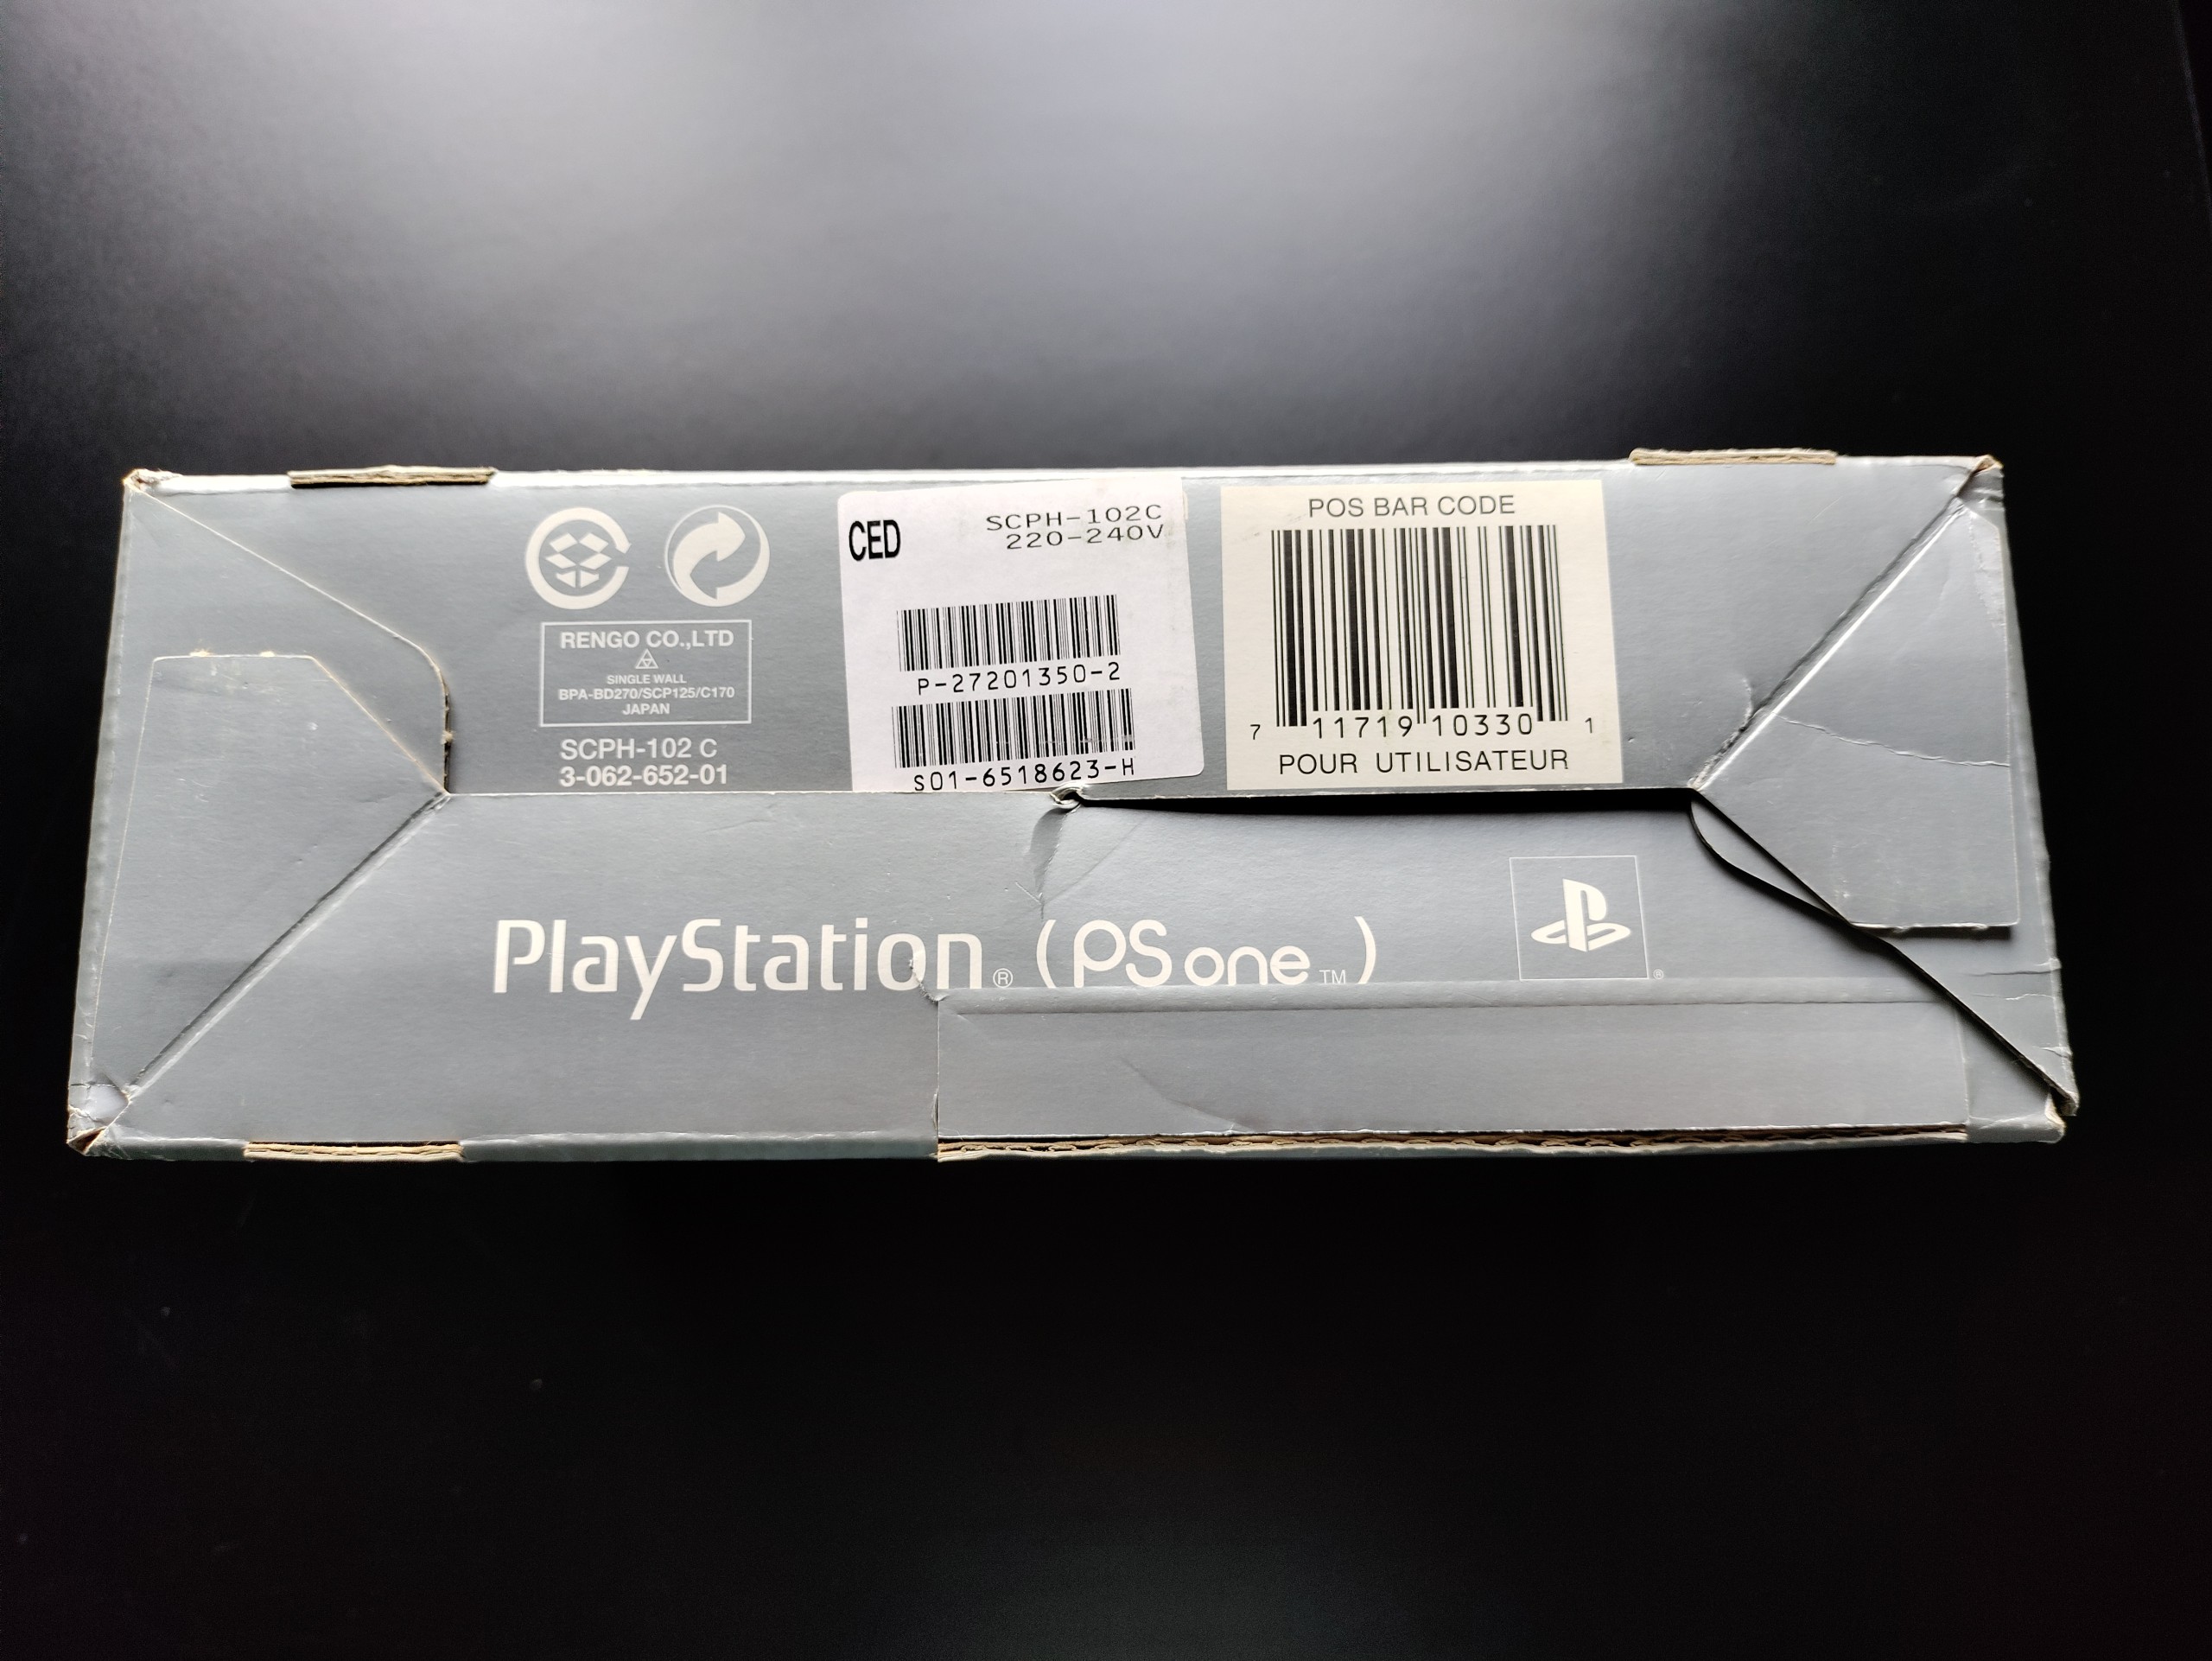 RENGO CO.,LTD
SINGLE WALL
BPA-BD270/SCP125/C170
JAPAN
SCPH-102 C
3-062-652-01
CED
SCPH-102C
220-240V
P-27201350-2
S01-6518623-H
POS BAR CODE
7 11719 10330 1
POUR UTILISATEUR
PlayStation® (PS one™)
®